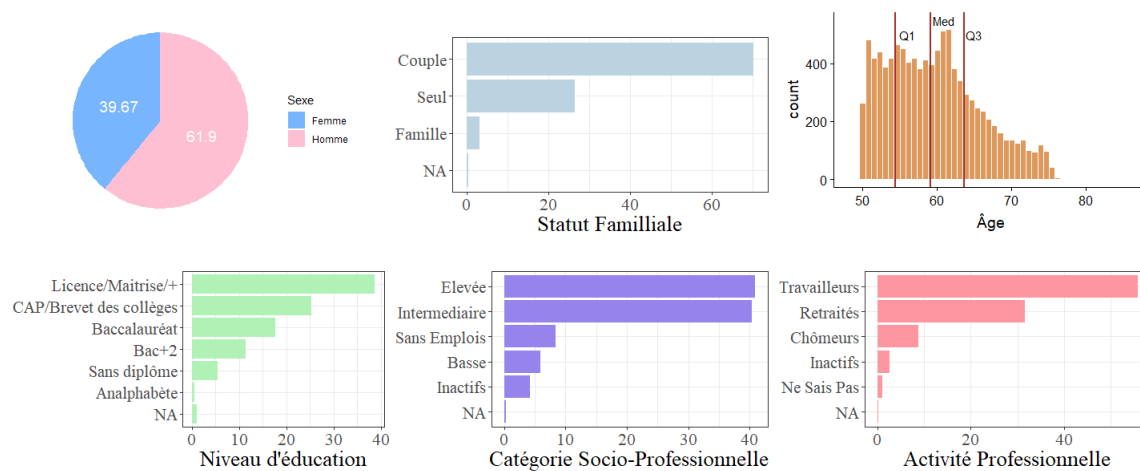 39.67
61.9
Sexe
Femme
Homme
Couple
Seul
Famille
NA
0 20 40 60
Statut Familliale
Q1
Med
Q3
count
400
200
0
50 60 70 80
Âge
Licence/Maitrise/+
CAP/Brevet des collèges
Baccalauréat
Bac+2
Sans diplôme
Analphabète
NA
0 10 20 30 40
Niveau d'éducation
Elevée
Intermediaire
Sans Emplois
Basse
Inactifs
NA
0 10 20 30 40
Catégorie Socio-Professionnelle
Travailleurs
Retraités
Chômeurs
Inactifs
Ne Sais Pas
NA
0 20 40
Activité Professionnelle